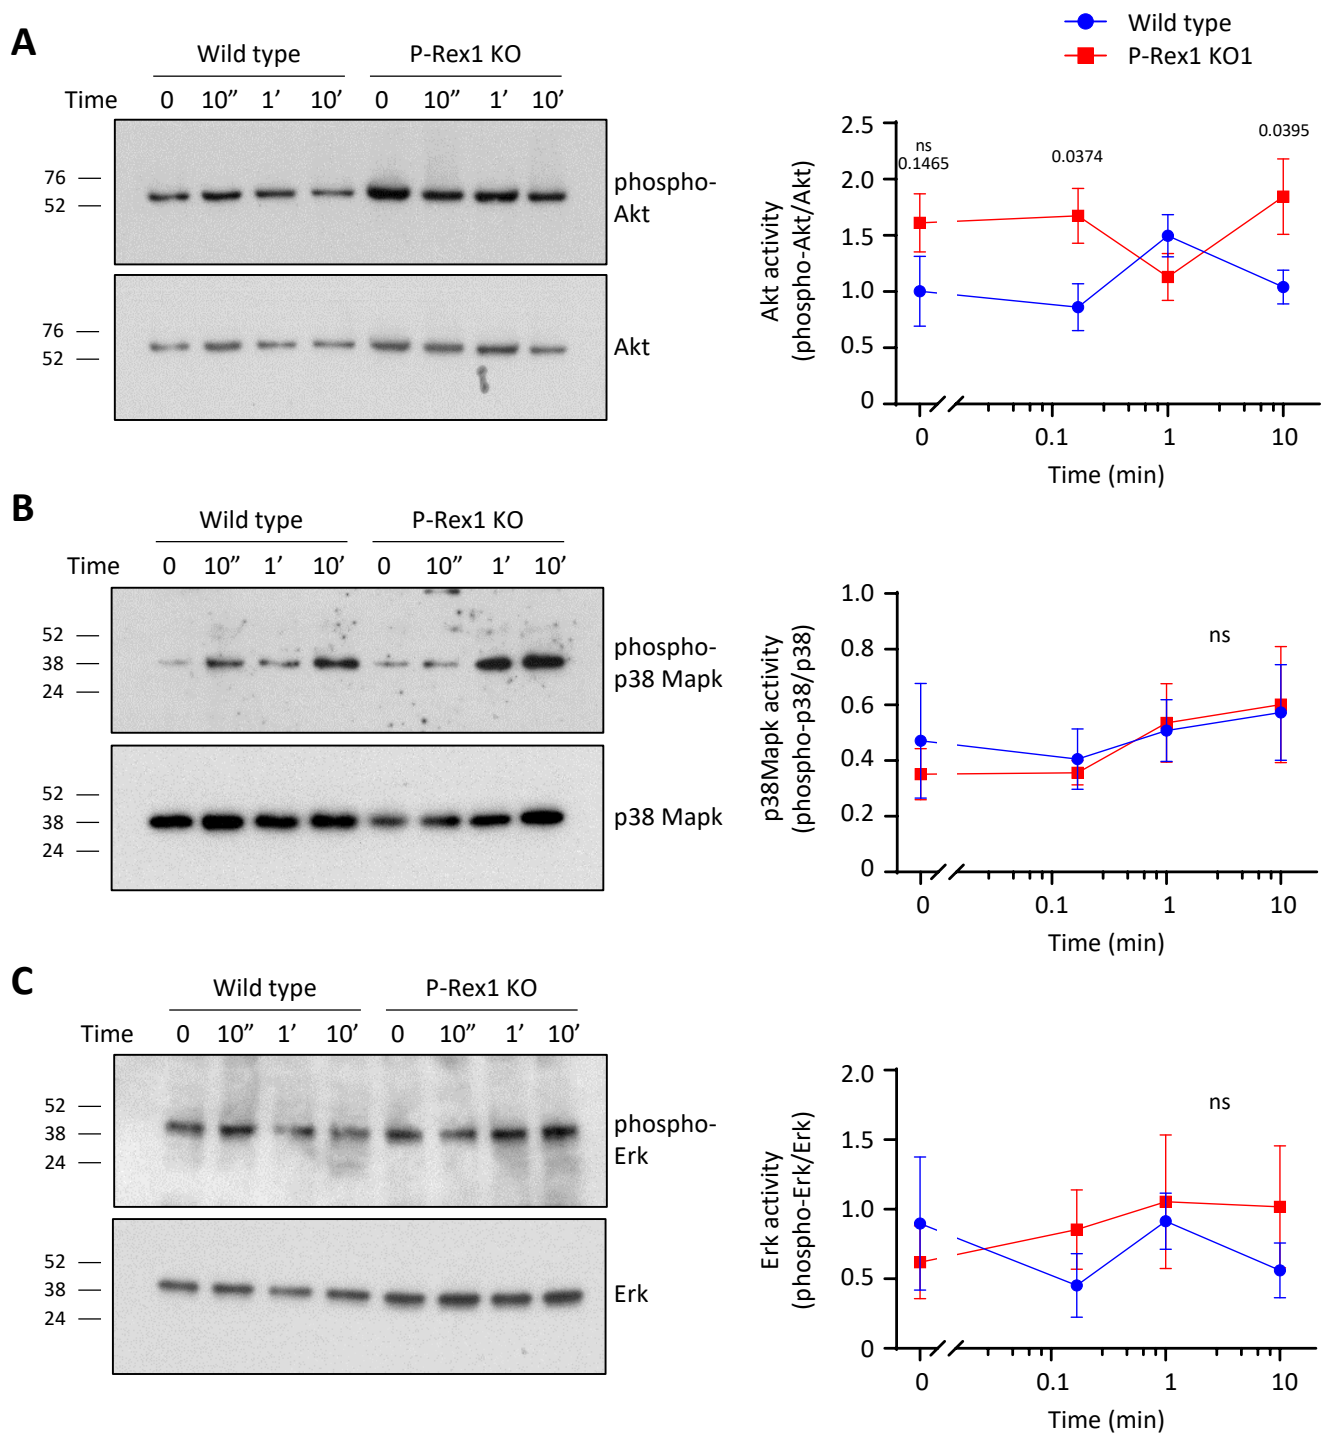 Wild type
P-Rex1 KO1
A
Wild type P-Rex1 KO
Time 0 10” 1’ 10’ 0 10” 1’ 10’
76
52
phospho-
Akt
76
52
Akt
2.5
2.0
1.5
1.0
0.5
0
Akt activity
(phospho-Akt/Akt)
ns
0.1465
0.0374
0.0395
0 0.1 1 10
Time (min)
B
Wild type P-Rex1 KO
Time 0 10” 1’ 10’ 0 10” 1’ 10’
52
38
24
phospho-
p38 Mapk
52
38
24
p38 Mapk
1.0
0.8
0.6
0.4
0.2
0
p38Mapk activity
(phospho-p38/p38)
ns
0 0.1 1 10
Time (min)
C
Wild type P-Rex1 KO
Time 0 10” 1’ 10’ 0 10” 1’ 10’
52
38
24
phospho-
Erk
52
38
24
Erk
2.0
1.5
1.0
0.5
0
Erk activity
(phospho-Erk/Erk)
ns
0 0.1 1 10
Time (min)